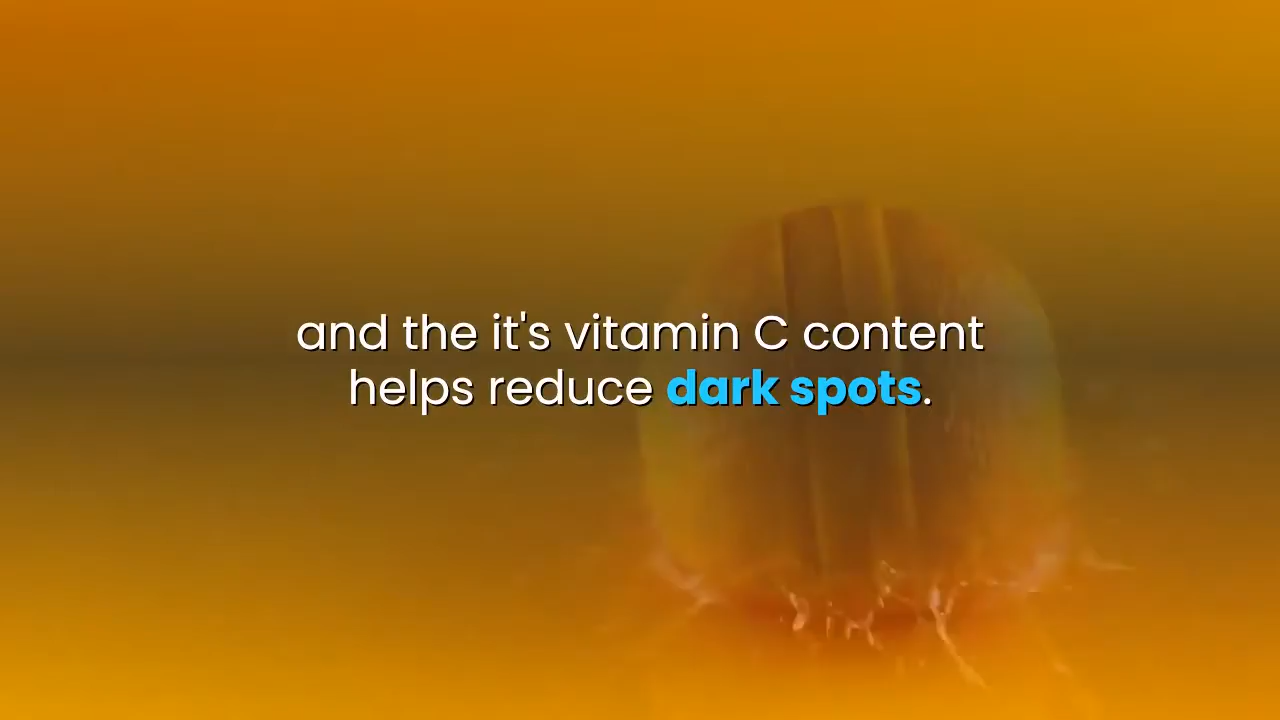 and the it's vitamin C content
helps reduce dark spots.